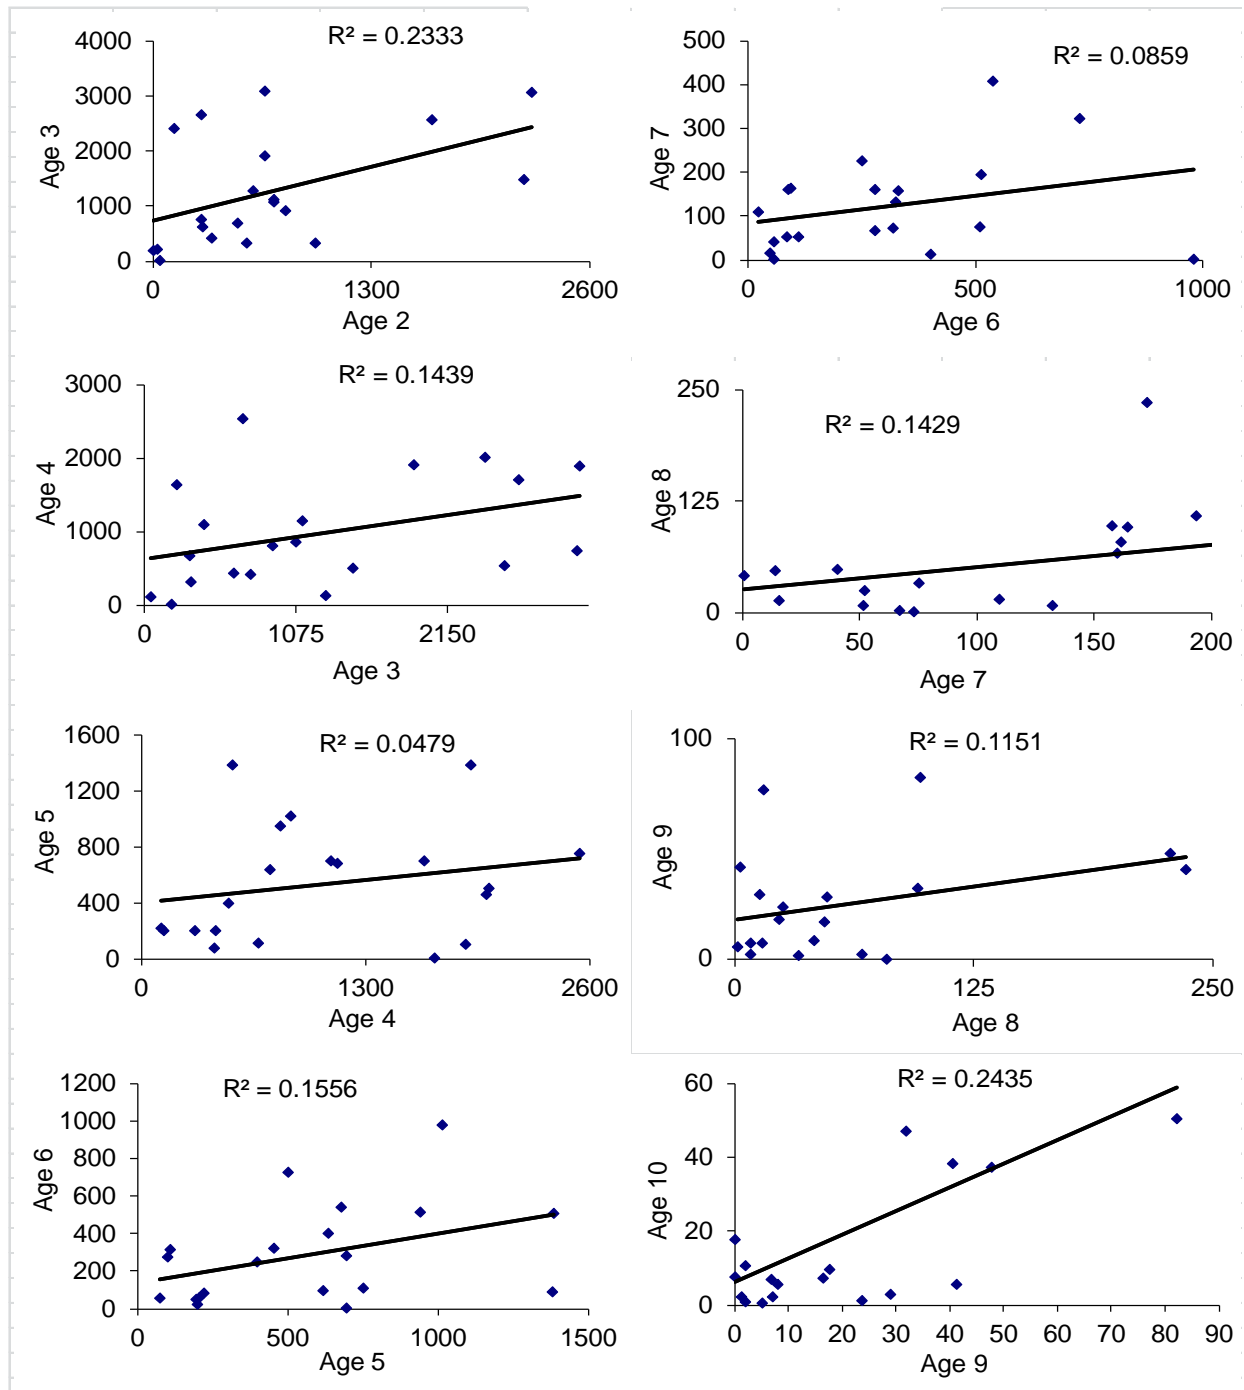 R² = 0.2333
4000
3000
2000
1000
0
Age 3
0 1300 2600
Age 2
R² = 0.0859
500
400
300
200
100
0
Age 7
0 500 1000
Age 6
R² = 0.1439
3000
2000
1000
0
Age 4
0 1075 2150
Age 3
R² = 0.1429
250
125
0
Age 8
0 50 100 150 200
Age 7
R² = 0.0479
1600
1200
800
400
0
Age 5
0 1300 2600
Age 4
R² = 0.1151
100
0
Age 9
0 125 250
Age 8
R² = 0.1556
1200
1000
800
600
400
200
0
Age 6
0 500 1000 1500
Age 5
R² = 0.2435
60
40
20
0
Age 10
0 10 20 30 40 50 60 70 80 90
Age 9